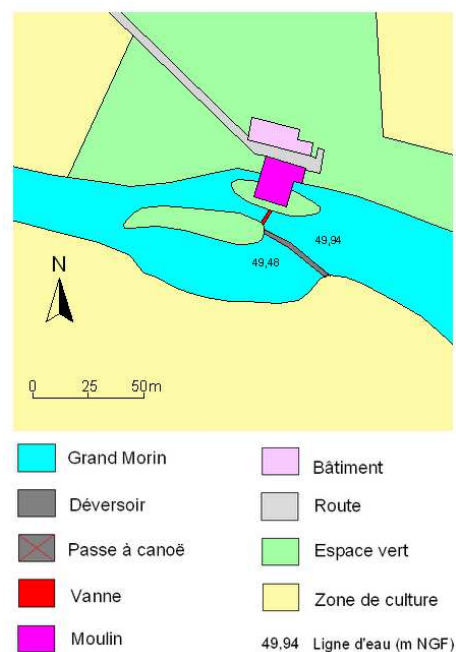 49,94
49,48
N
0 25 50m
Grand Morin
Déversoir
Passe à canoë
Vanne
Moulin
Bâtiment
Route
Espace vert
Zone de culture
49,94 Ligne d'eau (m NGF)